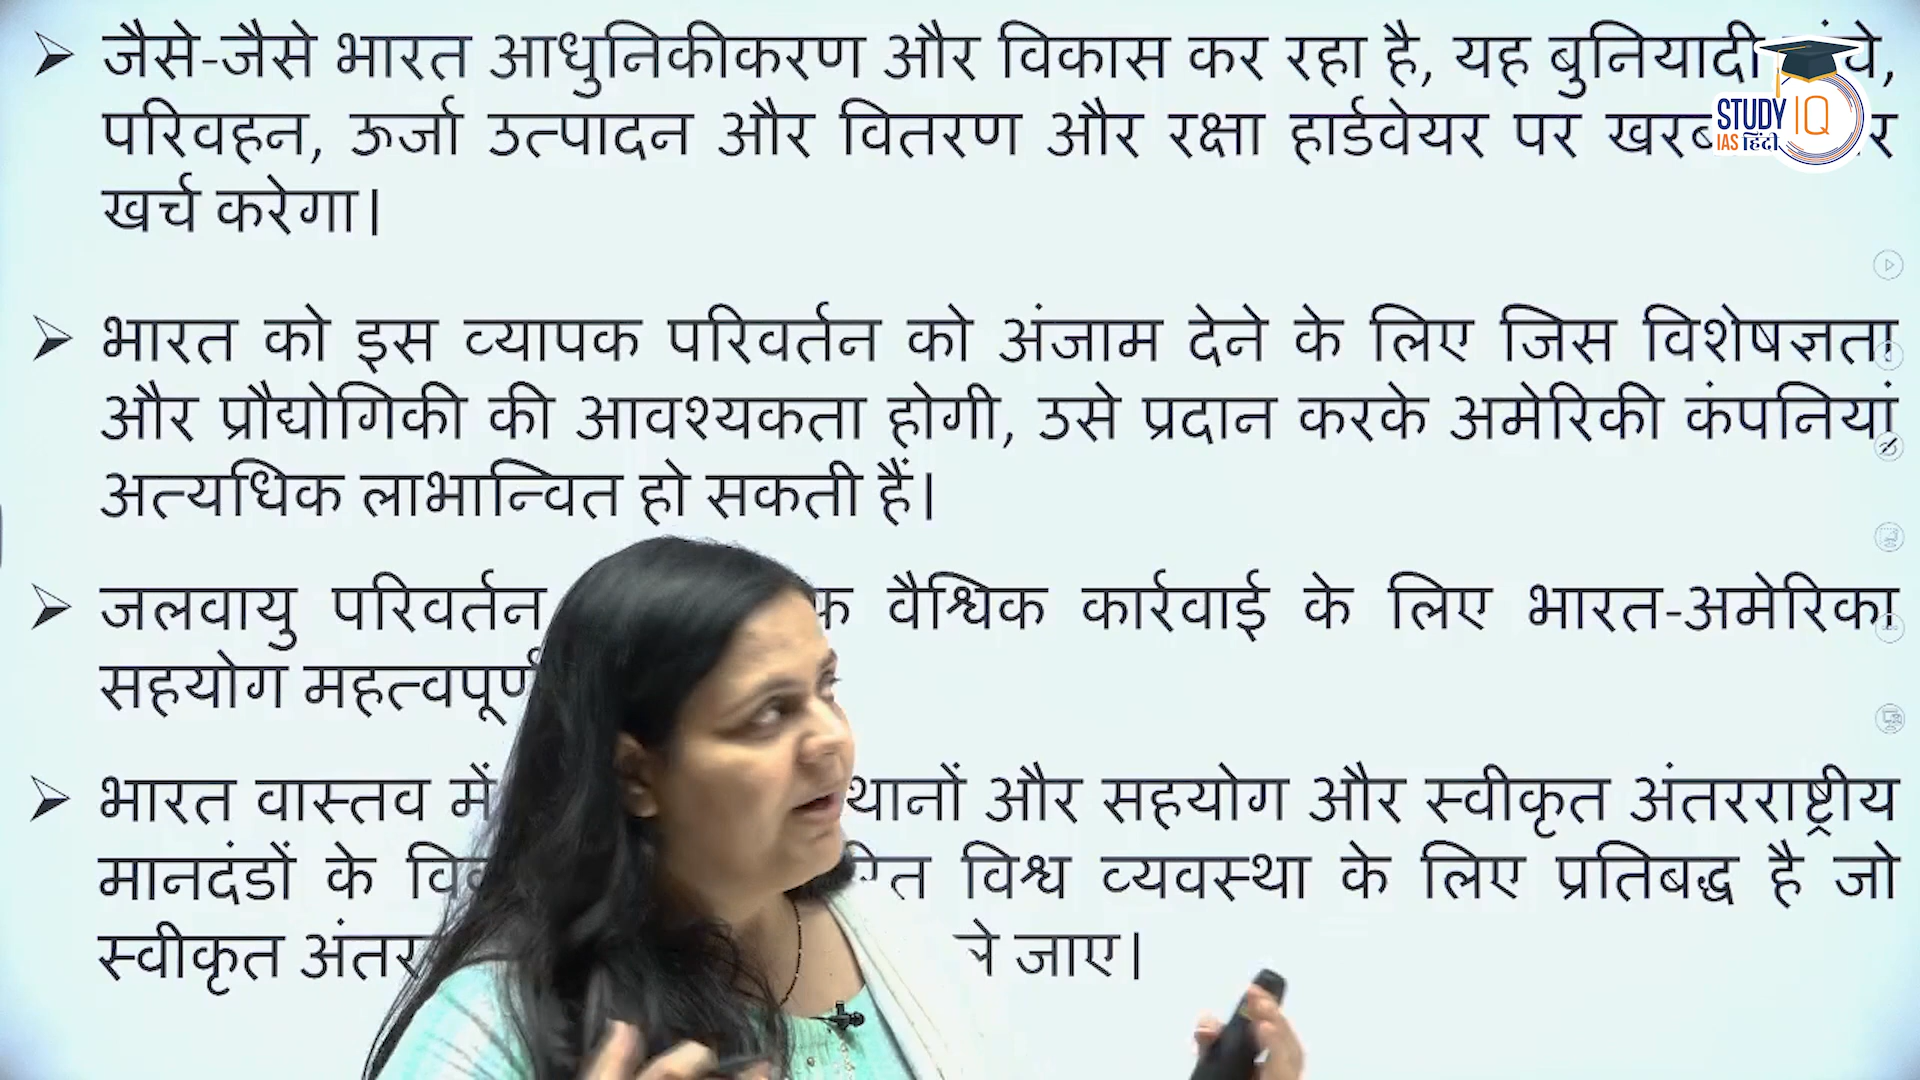 जैसे-जैसे भारत आधुनिकीकरण और विकास कर रहा है, यह बुनियादी
परिवहन, ऊर्जा उत्पादन और वितरण और रक्षा हार्डवेयर पर
खर्च करेगा।
STUDY IQ
IAS हिंदी
भारत को इस व्यापक परिवर्तन को अंजाम देने के लिए जिस विशेषज्ञता
और प्रौद्योगिकी की आवश्यकता होगी, उसे प्रदान करके अमेरिकी कंपनियां
अत्यधिक लाभान्वित हो सकती हैं।
जलवायु परिवर्तन वैश्विक कार्रवाई के लिए भारत-अमेरिका
सहयोग महत्वपूर्ण
भारत वास्तव में और सहयोग और स्वीकृत अंतरराष्ट्रीय
मानदंडों के विश्व व्यवस्था के लिए प्रतिबद्ध है जो
स्वीकृत जाए।